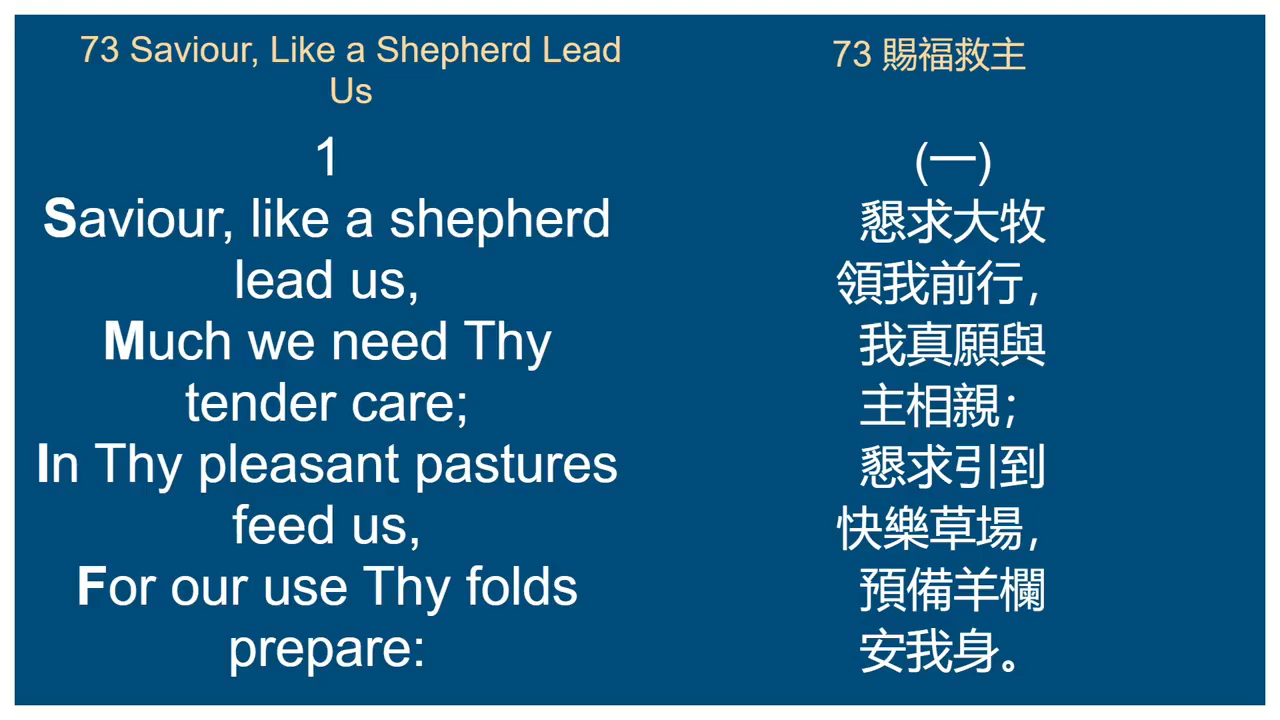 73 Saviour, Like a Shepherd Lead
Us
1
Saviour, like a shepherd
lead us,
Much we need Thy
tender care;
In Thy pleasant pastures
feed us,
For our use Thy folds
prepare:
73 賜福救主
(一)
懇求大牧
領我前行，
我真願與
主相親；
懇求引到
快樂草場，
預備羊欄
安我身。